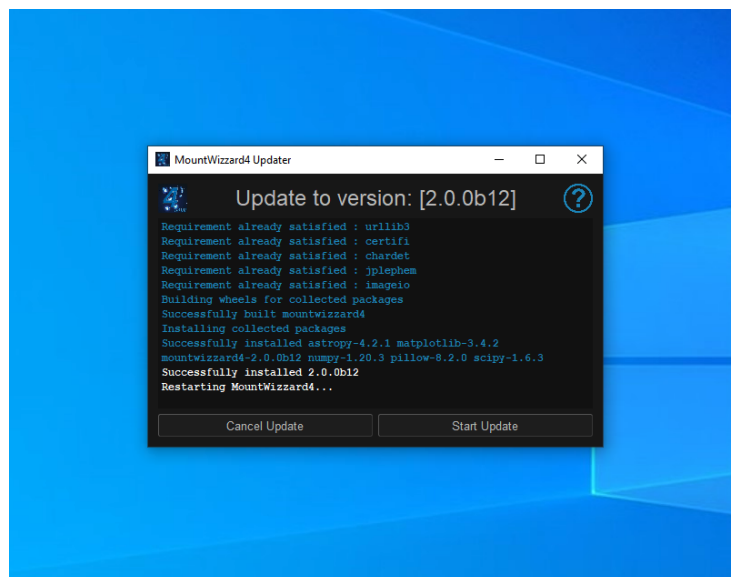 MountWizzard4 Updater
Update to version: [2.0.0b12]
?
Requirement already satisfied : urllib3
Requirement already satisfied : certifi
Requirement already satisfied : chardet
Requirement already satisfied : jplephem
Requirement already satisfied : imageio
Building wheels for collected packages
Successfully built mountwizzard4
Installing collected packages
Successfully installed astropy-4.2.1 matplotlib-3.4.2
mountwizzard4-2.0.0b12 numpy-1.20.3 pillow-8.2.0 scipy-1.6.3
Successfully installed 2.0.0b12
Restarting MountWizzard4...
Cancel Update
Start Update